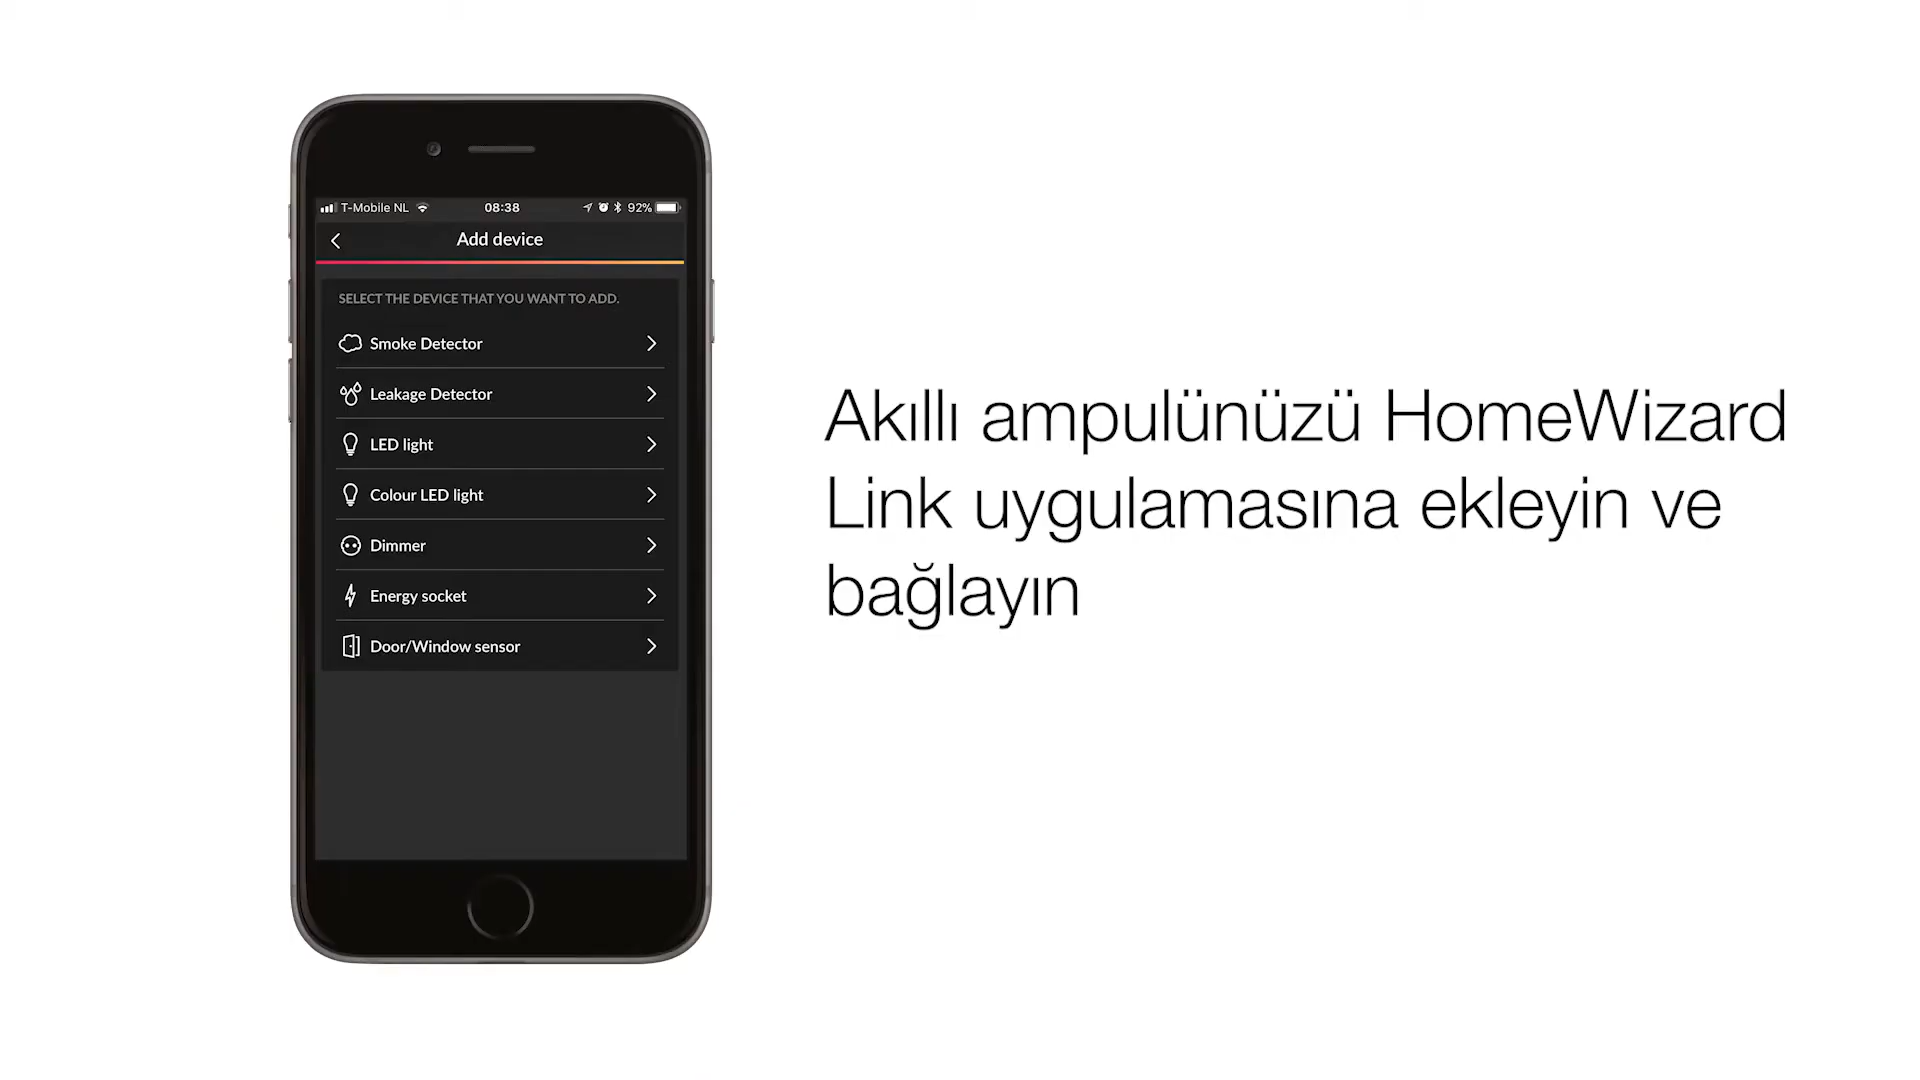 T-Mobile NL 08:38 92%
Add device
SELECT THE DEVICE THAT YOU WANT TO ADD.
Smoke Detector
Leakage Detector
LED light
Colour LED light
Dimmer
Energy socket
Door/Window sensor
Akıllı ampulünüzü HomeWizard
Link uygulamasına ekleyin ve
bağlayın